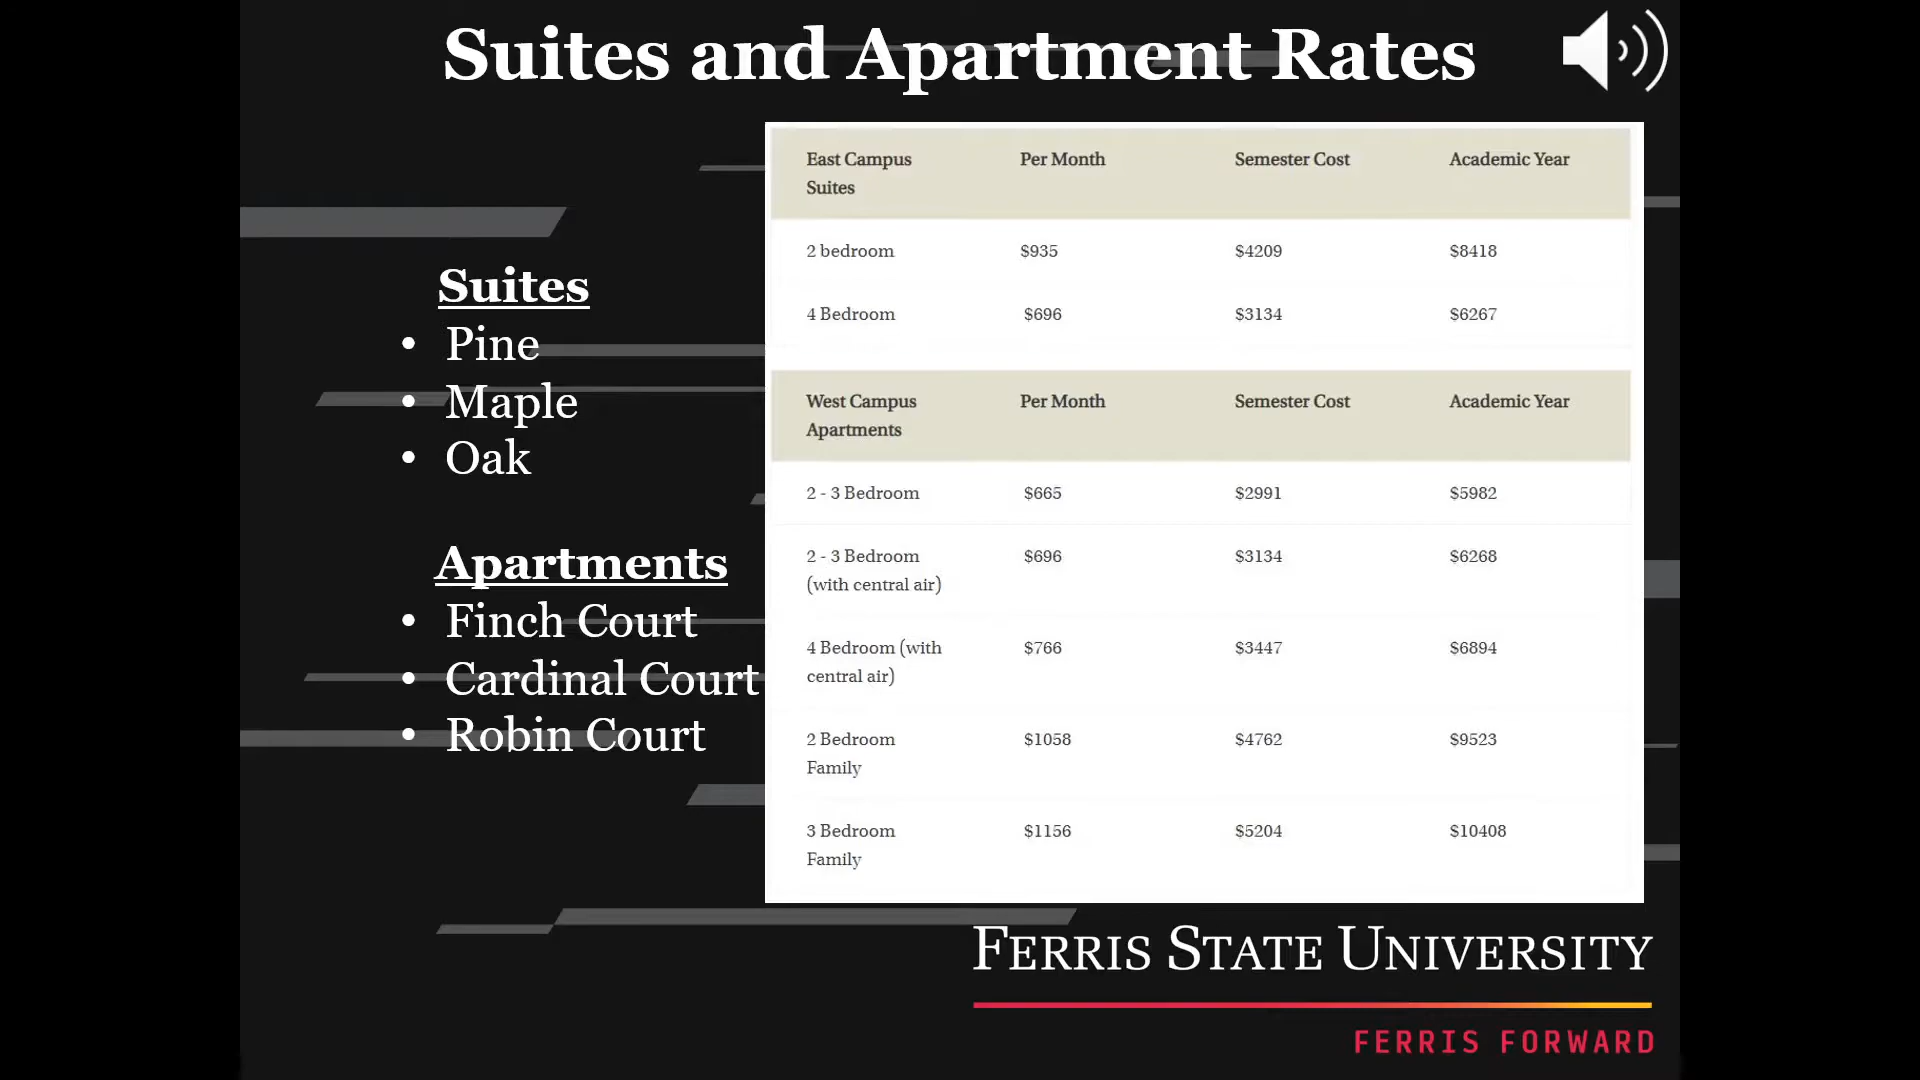 Suites and Apartment Rates
Suites
• Pine
• Maple
• Oak
Apartments
• Finch Court
• Cardinal Court
• Robin Court
East Campus Suites Per Month Semester Cost Academic Year
2 bedroom $935 $4209 $8418
4 Bedroom $696 $3134 $6267
West Campus Apartments Per Month Semester Cost Academic Year
2 - 3 Bedroom $665 $2991 $5982
2 - 3 Bedroom (with central air) $696 $3134 $6268
4 Bedroom (with central air) $766 $3447 $6894
2 Bedroom Family $1058 $4762 $9523
3 Bedroom Family $1156 $5204 $10408
FERRIS STATE UNIVERSITY
FERRIS FORWARD